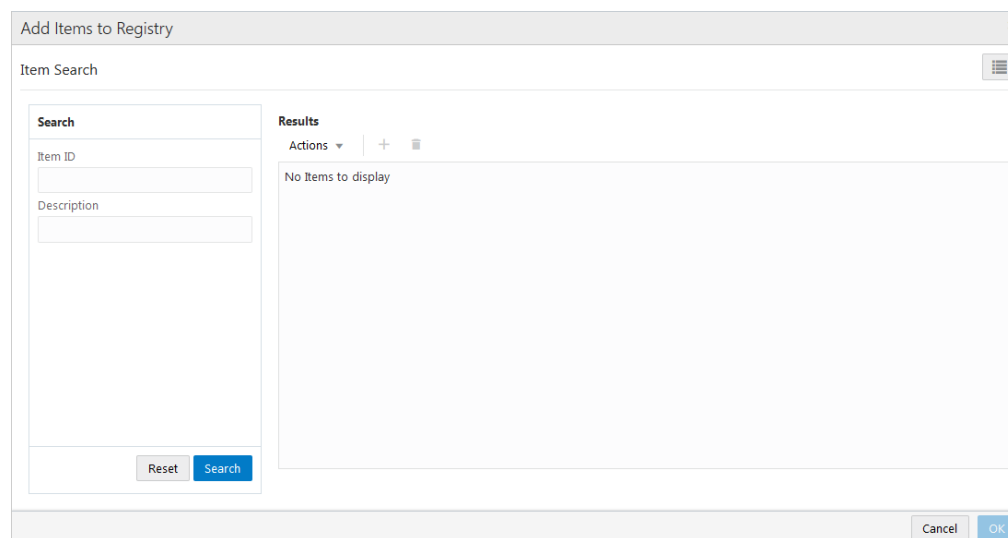 Add Items to Registry
Item Search
Search
Item ID
Description
Reset Search
Results
Actions
No Items to display
Cancel OK